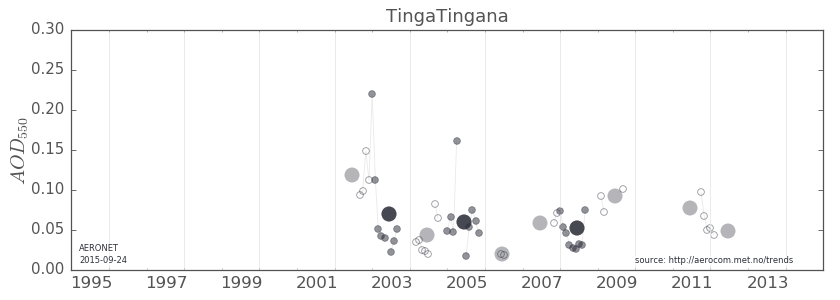 TingaTingana
0.30
0.25
0.20
0.15
0.10
0.05
0.00
AOD550
AERONET
2015-09-24
source: http://aerocom.met.no/trends
1995 1997 1999 2001 2003 2005 2007 2009 2011 2013